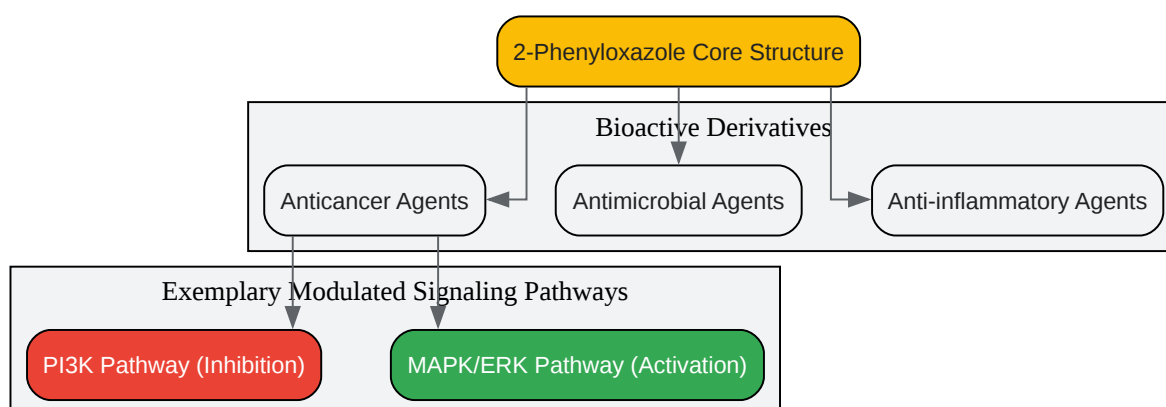 2-Phenyloxazole Core Structure
Bioactive Derivatives
Anticancer Agents
Antimicrobial Agents
Anti-inflammatory Agents
Exemplary Modulated Signaling Pathways
PI3K Pathway (Inhibition)
MAPK/ERK Pathway (Activation)